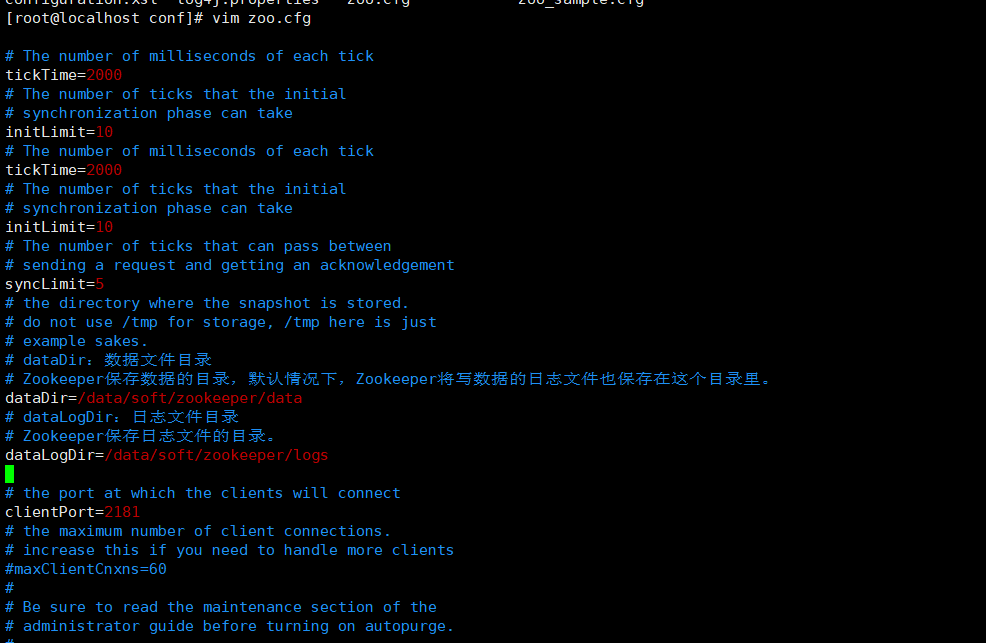 configuration.xsl  log4j.properties   zoo.cfg            zoo_sample.cfg
[root@localhost conf]# vim zoo.cfg
# The number of milliseconds of each tick
tickTime=2000
# The number of ticks that the initial
# synchronization phase can take
initLimit=10
# The number of milliseconds of each tick
tickTime=2000
# The number of ticks that the initial
# synchronization phase can take
initLimit=10
# The number of ticks that can pass between
# sending a request and getting an acknowledgement
syncLimit=5
# the directory where the snapshot is stored.
# do not use /tmp for storage, /tmp here is just
# example sakes.
# dataDir：数据文件目录
# Zookeeper保存数据的目录，默认情况下，Zookeeper将写数据的日志文件也保存在这个目录里。
dataDir=/data/soft/zookeeper/data
# dataLogDir：日志文件目录
# Zookeeper保存日志文件的目录。
dataLogDir=/data/soft/zookeeper/logs
# the port at which the clients will connect
clientPort=2181
# the maximum number of client connections.
# increase this if you need to handle more clients
#maxClientCnxns=60
#
# Be sure to read the maintenance section of the
# administrator guide before turning on autopurge.
#